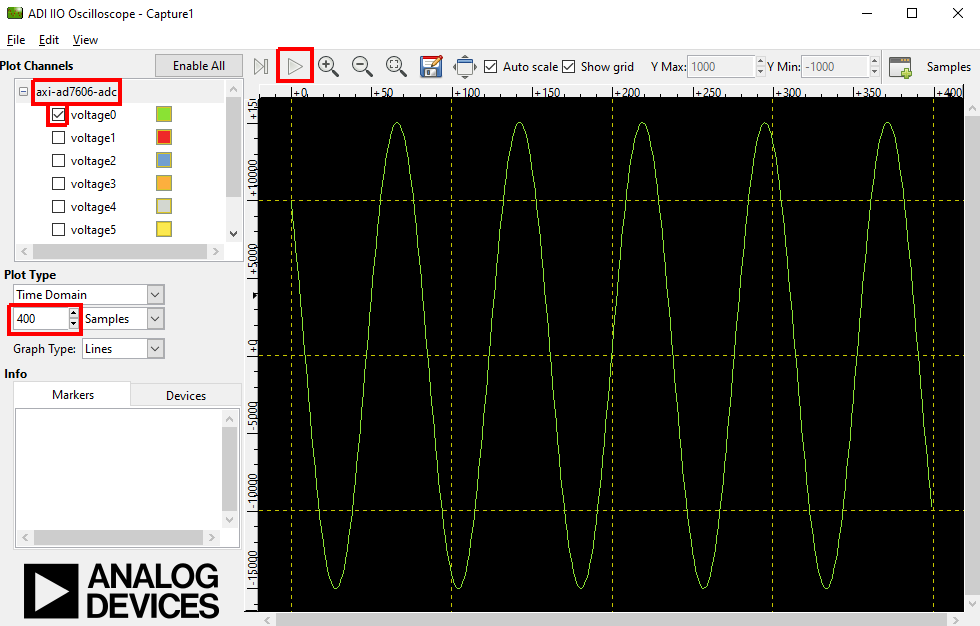 ADI IIO Oscilloscope - Capture1
File Edit View
Plot Channels Enable All Auto scale Show grid Y Max: 1000 Y Min: -1000 Samples
axi-ad7606-adc
voltage0
voltage1
voltage2
voltage3
voltage4
voltage5
Plot Type
Time Domain
400 Samples
Graph Type: Lines
Info
Markers Devices
ANALOG
DEVICES
+0 +50 +100 +150 +200 +250 +300 +350 +400
+10000
+5000
+0
-5000
-10000
-15000